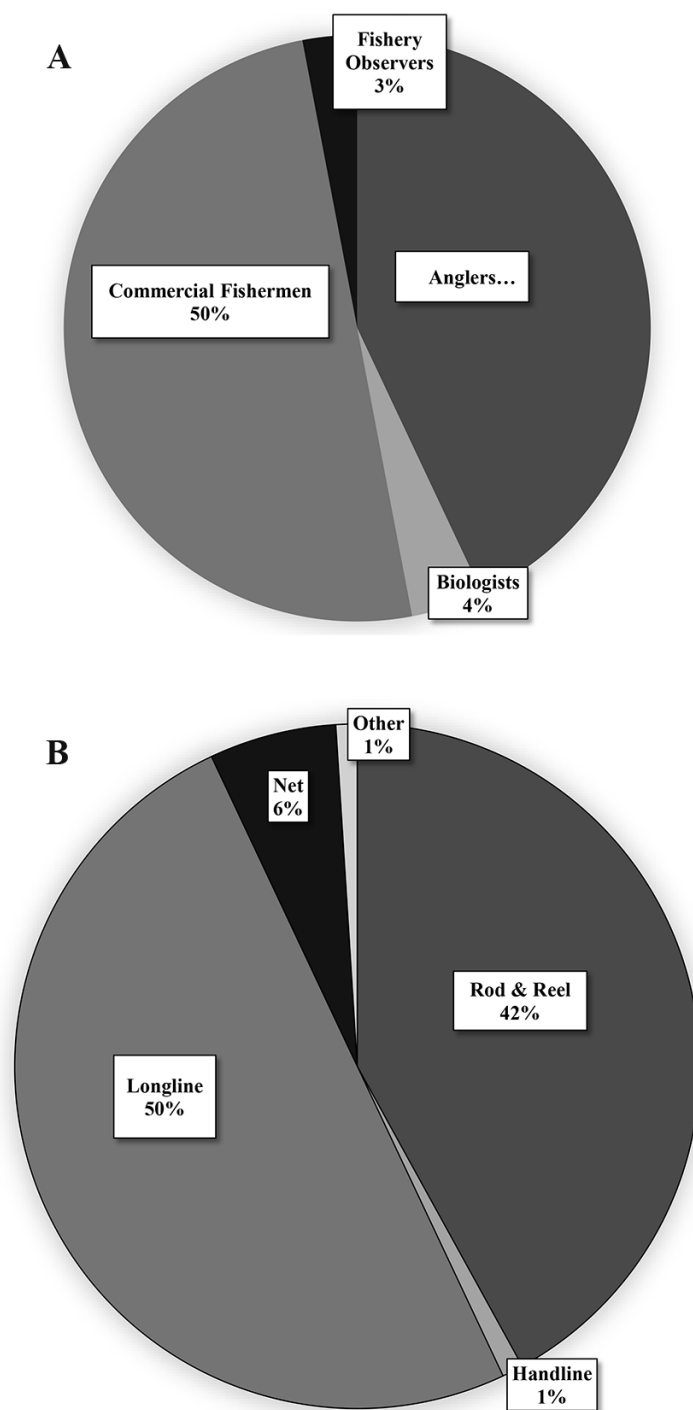 A
Fishery
Observers
3%
Anglers…
Commercial Fishermen
50%
Biologists
4%
B
Other
1%
Net
6%
Rod & Reel
42%
Longline
50%
Handline
1%